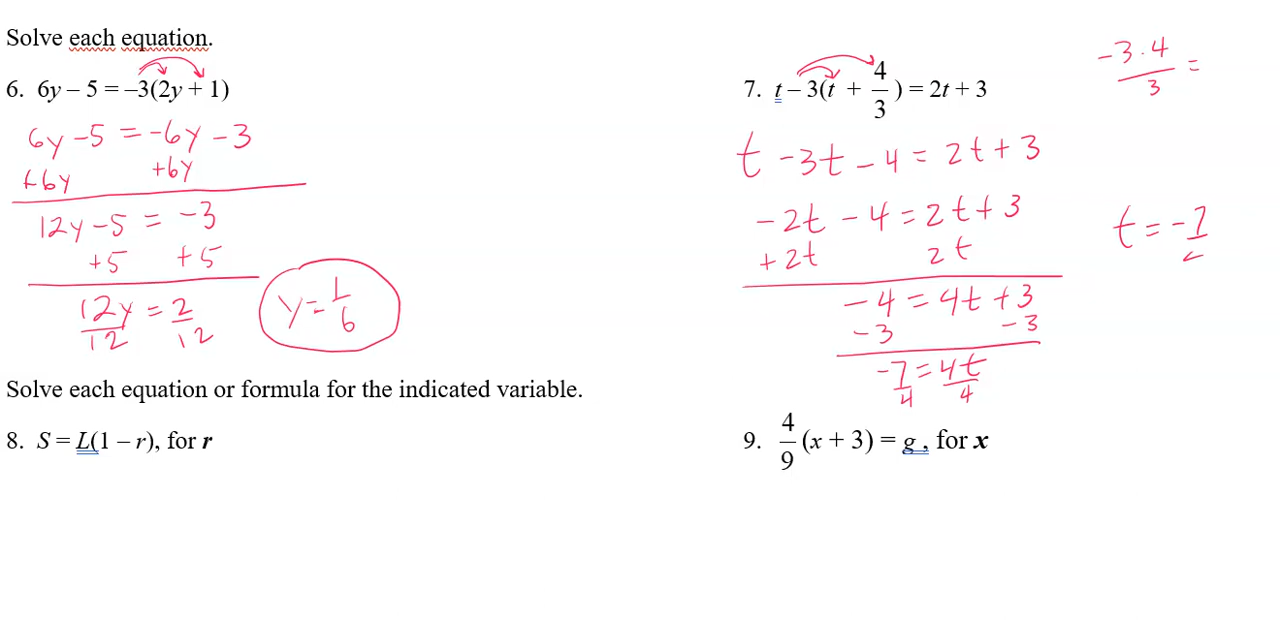 Solve each equation.
6. 6y – 5 = –3(2y + 1)
6y -5 = -6y -3
+6y +6y
12y -5 = -3
+5 +5
12y = 2
12 12
y = 1/6
7. t – 3(t + 4/3) = 2t + 3
-3·4/3 =
t -3t -4 = 2t + 3
-2t -4 = 2t + 3
+2t 2t
-4 = 4t +3
-3 -3
-7 = 4t
4 4
t = -7
Solve each equation or formula for the indicated variable.
8. S = L(1 – r), for r
9. 4/9 (x + 3) = g , for x